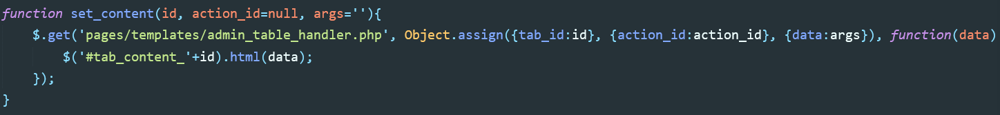 function set_content(id, action_id=null, args=''){
    $.get('pages/templates/admin_table_handler.php', Object.assign({tab_id:id}, {action_id:action_id}, {data:args}), function(data)
        $('#tab_content_'+id).html(data);
    });
}